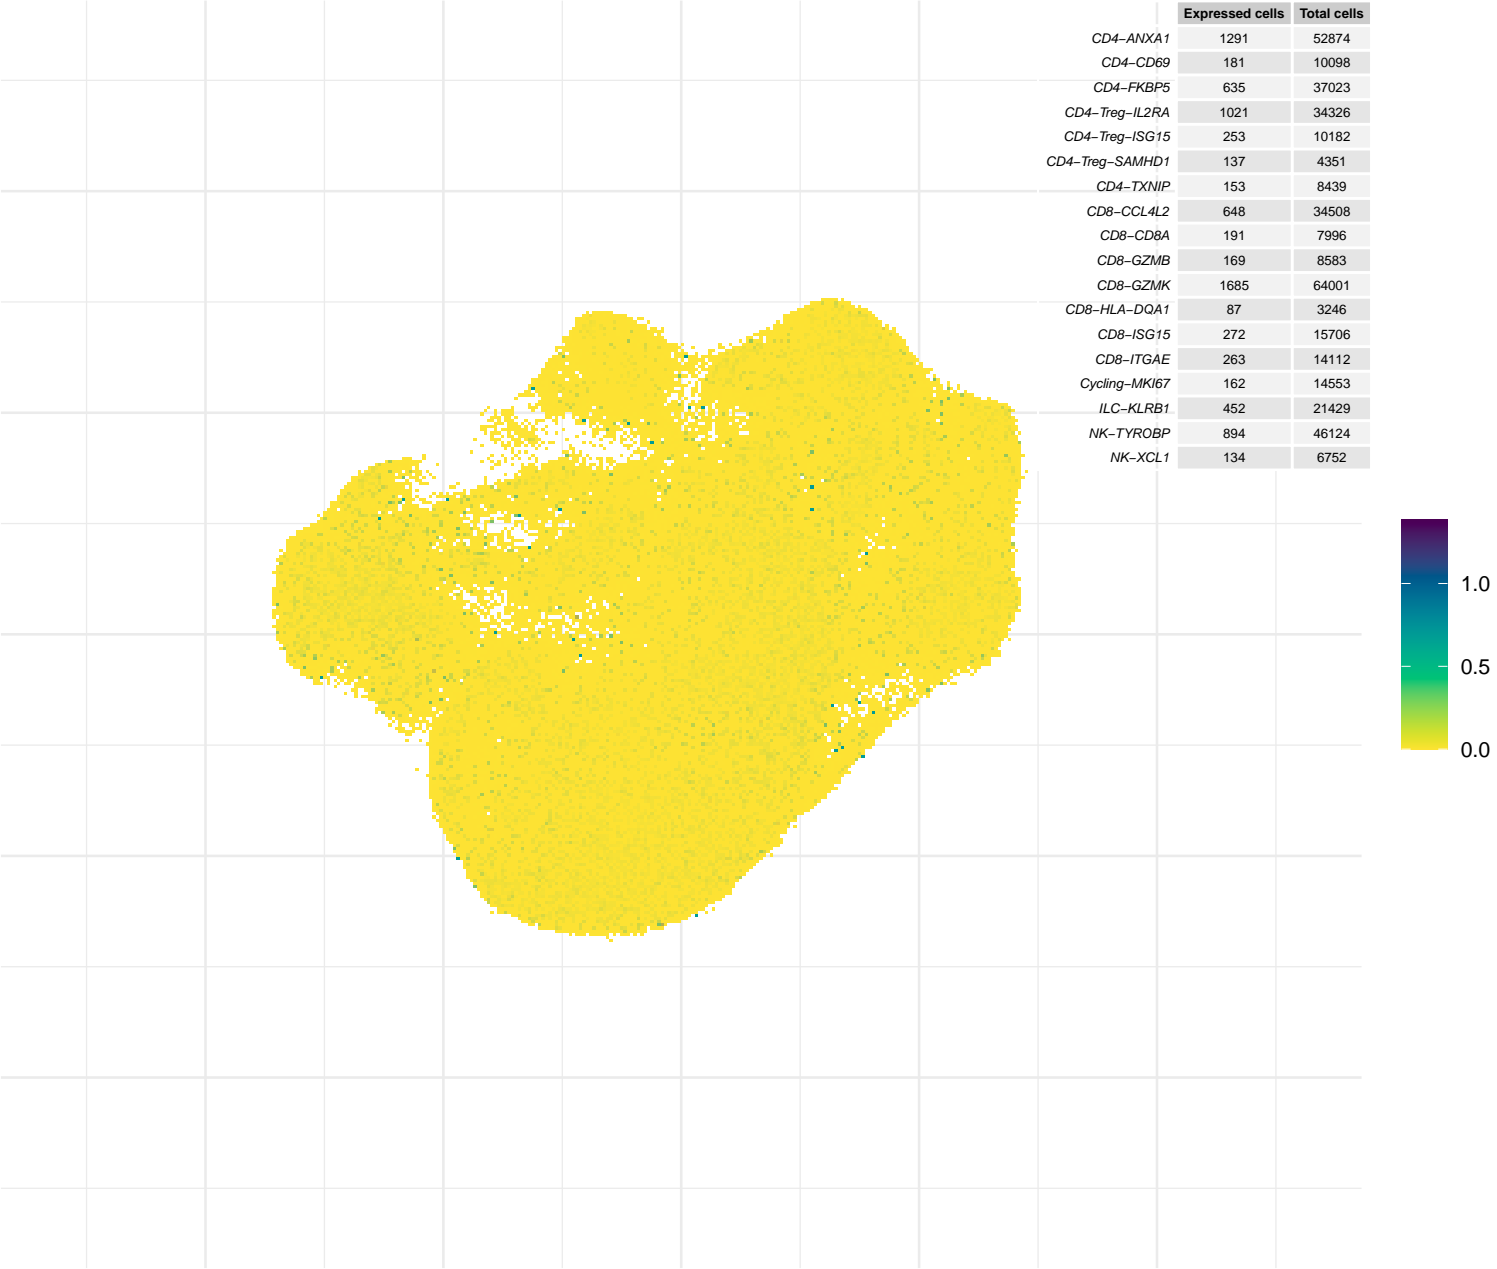 Expressed cells Total cells
CD4−ANXA1 1291 52874
CD4−CD69 181 10098
CD4−FKBP5 635 37023
CD4−Treg−IL2RA 1021 34326
CD4−Treg−ISG15 253 10182
CD4−Treg−SAMHD1 137 4351
CD4−TXNIP 153 8439
CD8−CCL4L2 648 34508
CD8−CD8A 191 7996
CD8−GZMB 169 8583
CD8−GZMK 1685 64001
CD8−HLA−DQA1 87 3246
CD8−ISG15 272 15706
CD8−ITGAE 263 14112
Cycling−MKI67 162 14553
ILC−KLRB1 452 21429
NK−TYROBP 894 46124
NK−XCL1 134 6752
1.0
0.5
0.0